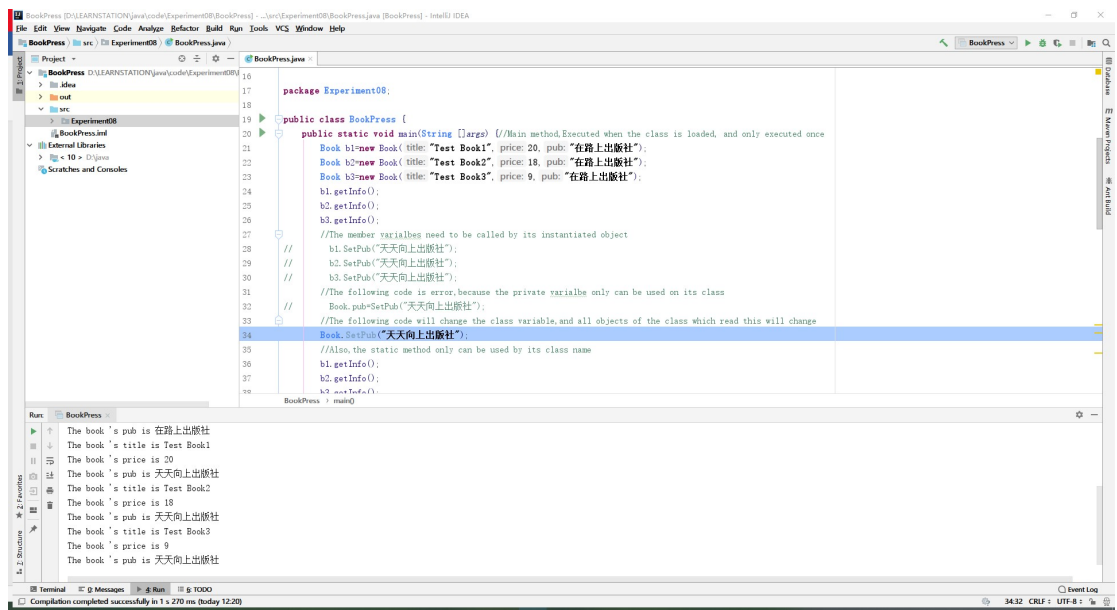 BookPress [D:\LEARNSTATION\java\code\Experiment08\BookPress] - ...\src\Experiment08\BookPress.java [BookPress] - IntelliJ IDEA
File Edit View Navigate Code Analyze Refactor Build Run Tools VCS Window Help
BookPress src Experiment08 BookPress.java
BookPress
Project
BookPress.java
1: Project
BookPress D:\LEARNSTATION\java\code\Experiment08\
.idea
out
src
Experiment08
BookPress.iml
External Libraries
< 10 > D:\java
Scratches and Consoles
16
17 package Experiment08;
18
19 public class BookPress {
20 public static void main(String []args) {//Main method,Executed when the class is loaded, and only executed once
21 Book b1=new Book( title: "Test Book1", price: 20, pub: "在路上出版社");
22 Book b2=new Book( title: "Test Book2", price: 18, pub: "在路上出版社");
23 Book b3=new Book( title: "Test Book3", price: 9, pub: "在路上出版社");
24 b1.getInfo();
25 b2.getInfo();
26 b3.getInfo();
27 //The member varialbes need to be called by its instantiated object
28 // b1.SetPub("天天向上出版社");
29 // b2.SetPub("天天向上出版社");
30 // b3.SetPub("天天向上出版社");
31 //The following code is error,because the private varialbe only can be used on its class
32 // Book.pub=SetPub("天天向上出版社");
33 //The following code will change the class variable,and all objects of the class which read this will change
34 Book.SetPub("天天向上出版社");
35 //Also,the static method only can be used by its class name
36 b1.getInfo();
37 b2.getInfo();
38 b3.getInfo();
BookPress > main()
Database
Maven Projects
Ant Build
Run: BookPress
The book 's pub is 在路上出版社
The book 's title is Test Book1
The book 's price is 20
The book 's pub is 天天向上出版社
The book 's title is Test Book2
The book 's price is 18
The book 's pub is 天天向上出版社
The book 's title is Test Book3
The book 's price is 9
The book 's pub is 天天向上出版社
2: Favorites
Z: Structure
Terminal 0: Messages 4: Run 6: TODO
Event Log
Compilation completed successfully in 1 s 270 ms (today 12:20)
34:32 CRLF: UTF-8: